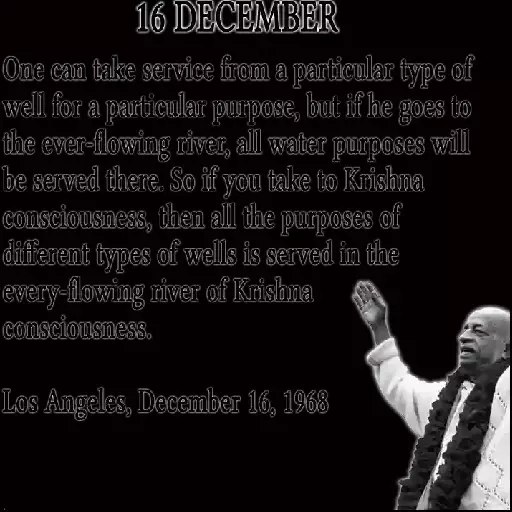 16 DECEMBER
One can take service from a particular type of
well for a particular purpose, but if he goes to
the ever-flowing river, all water purposes will
be served there. So if you take to Krishna
consciousness, then all the purposes of
different types of wells is served in the
every-flowing river of Krishna
consciousness.
Los Angeles, December 16, 1968